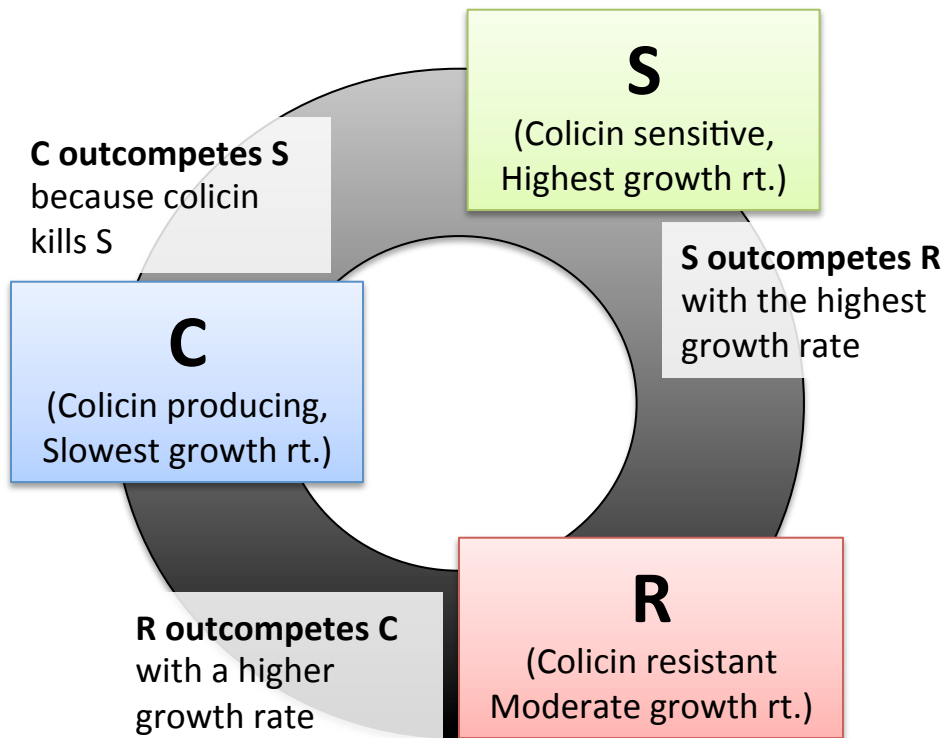 S
(Colicin sensitive,
Highest growth rt.)
C outcompetes S
because colicin
kills S
S outcompetes R
with the highest
growth rate
C
(Colicin producing,
Slowest growth rt.)
R
(Colicin resistant
Moderate growth rt.)
R outcompetes C
with a higher
growth rate